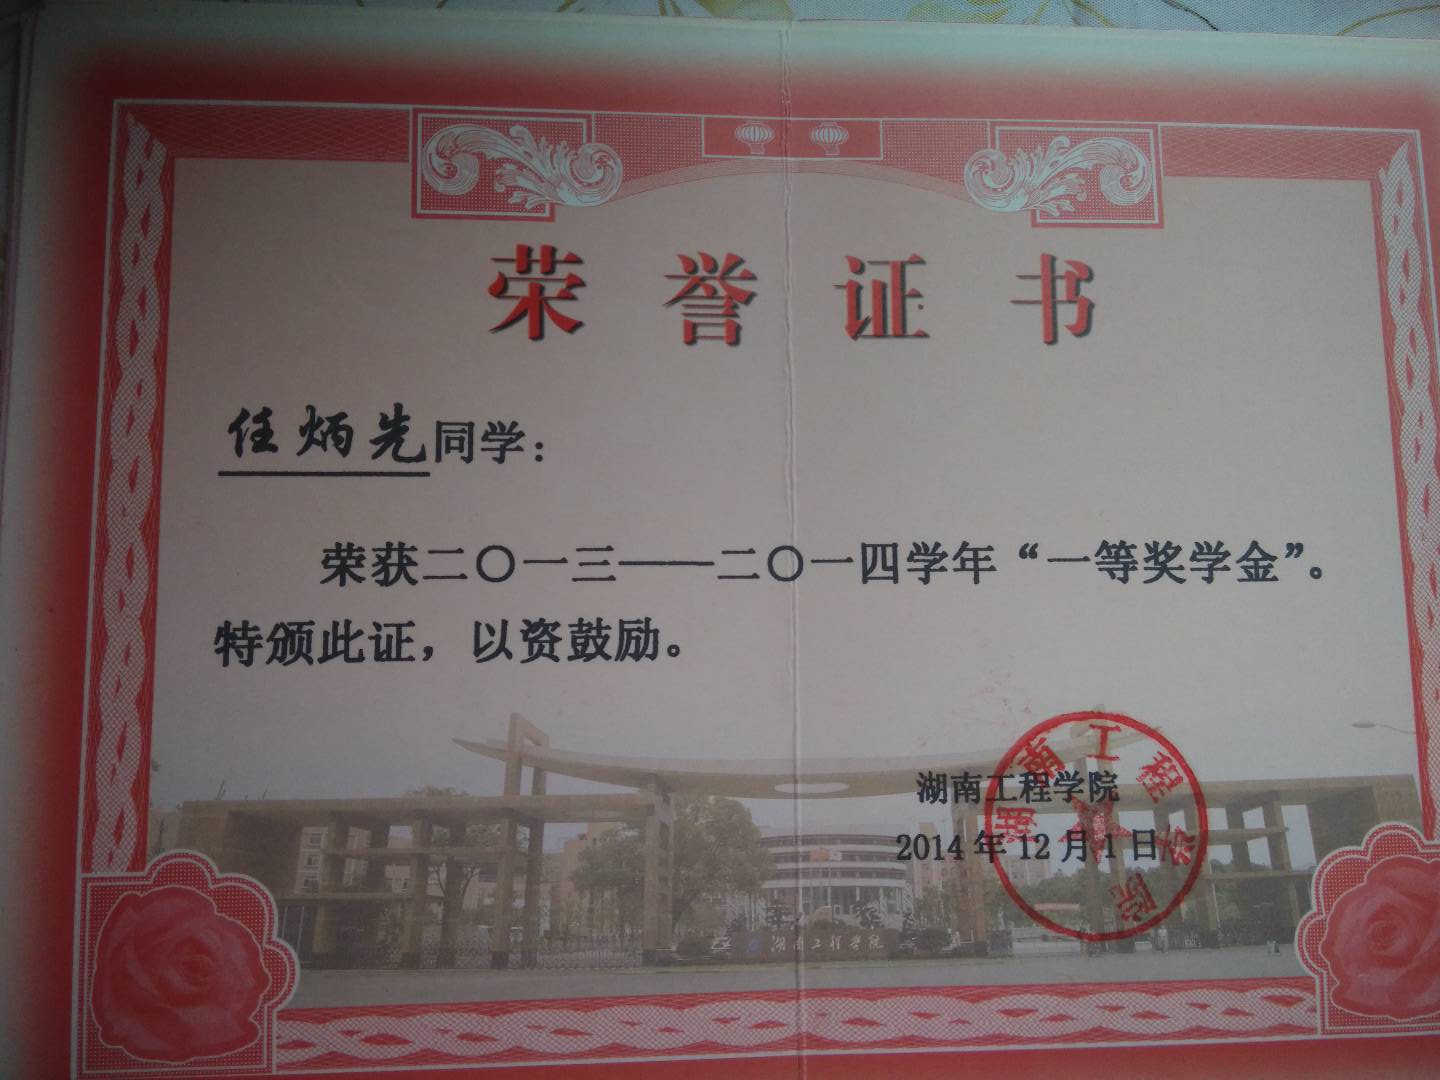 荣誉证书
任炳先同学：
荣获二〇一三——二〇一四学年“一等奖学金”。
特颁此证，以资鼓励。
湖南工程学院
2014年12月1日
湖南工程学院
湖南工程学院